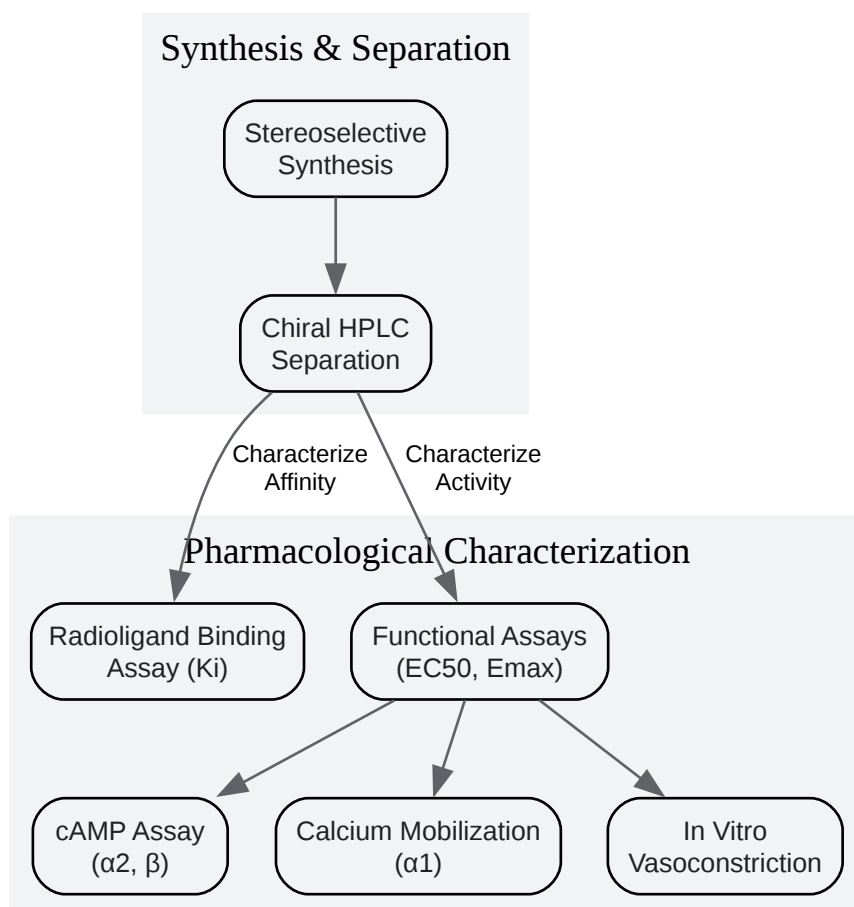 Synthesis & Separation
Stereoselective
Synthesis
Chiral HPLC
Separation
Characterize
Affinity
Characterize
Activity
Pharmacological Characterization
Radioligand Binding
Assay (Ki)
Functional Assays
(EC50, Emax)
cAMP Assay
(α2, β)
Calcium Mobilization
(α1)
In Vitro
Vasoconstriction